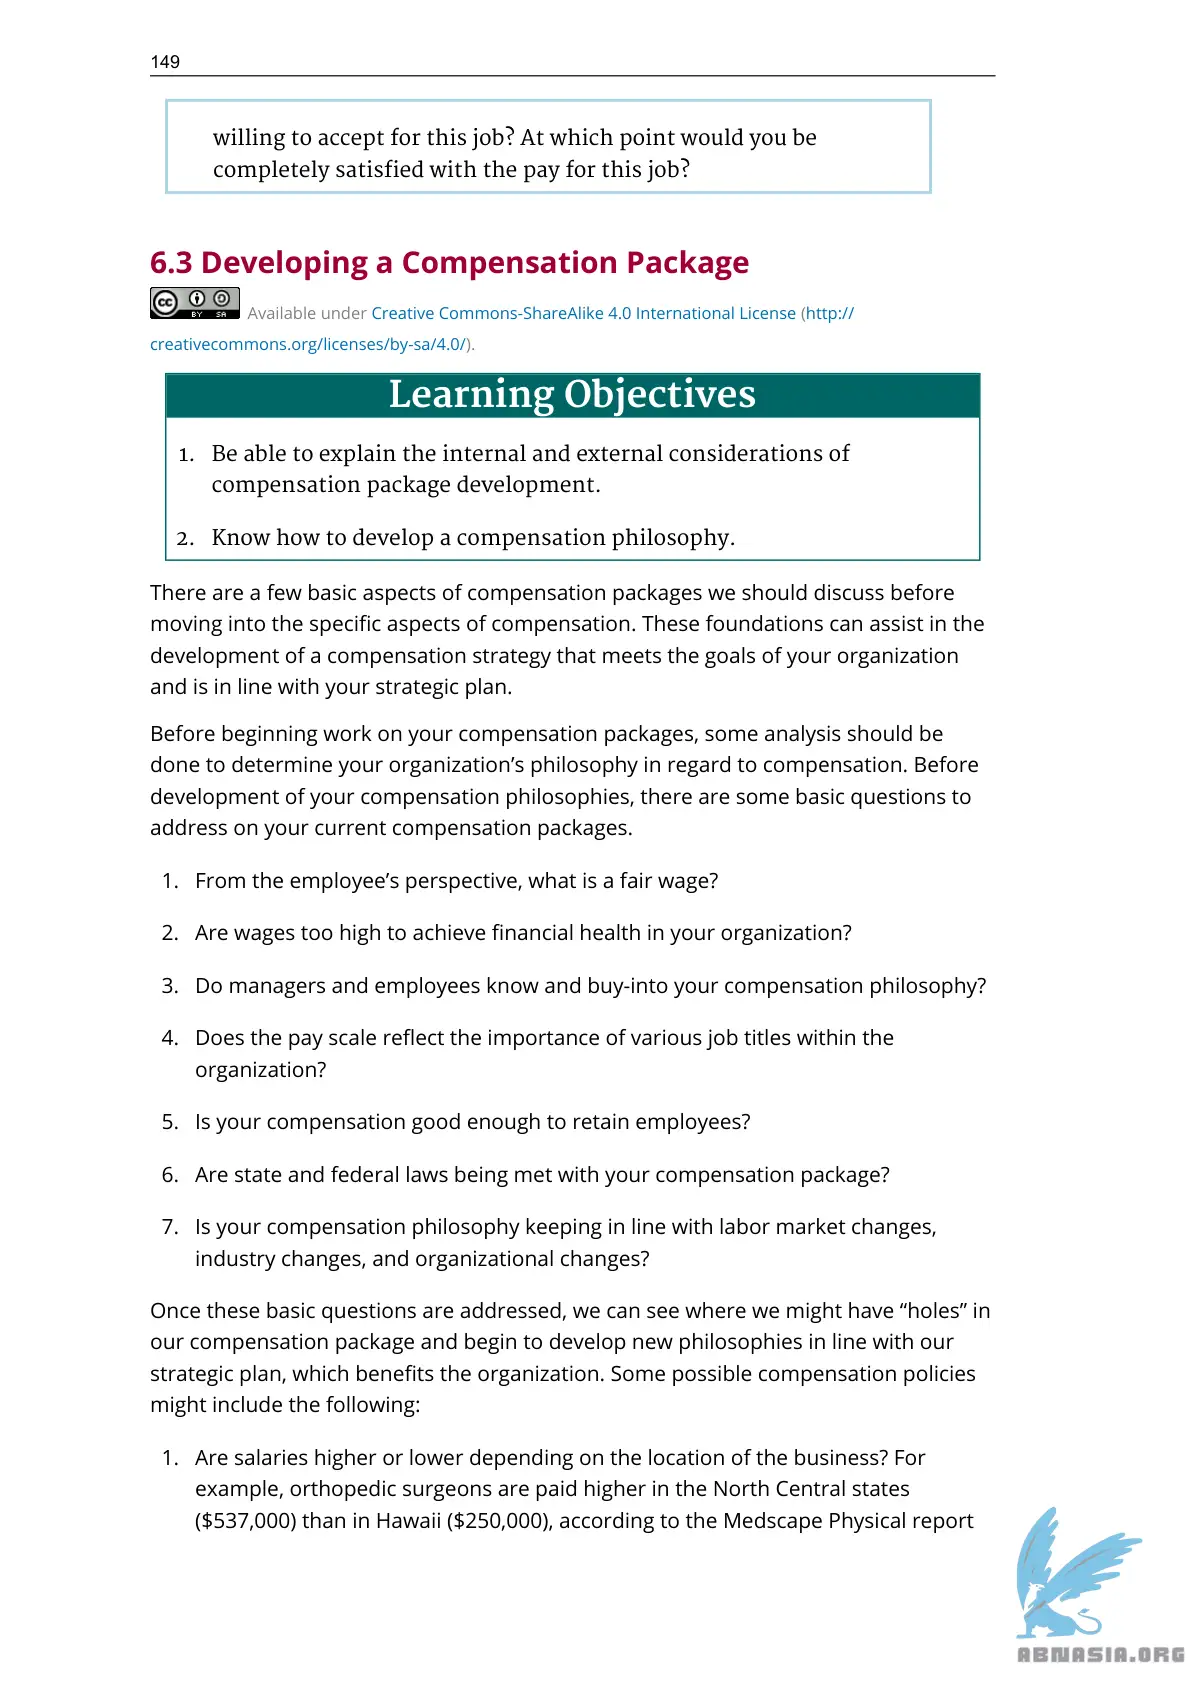 149
willing to accept for this job? At which point would you be
completely satisfied with the pay for this job?
6.3 Developing a Compensation Package
cc BY SA Available under Creative Commons-ShareAlike 4.0 International License (http://
creativecommons.org/licenses/by-sa/4.0/).
Learning Objectives
1. Be able to explain the internal and external considerations of
compensation package development.
2. Know how to develop a compensation philosophy.
There are a few basic aspects of compensation packages we should discuss before
moving into the specific aspects of compensation. These foundations can assist in the
development of a compensation strategy that meets the goals of your organization
and is in line with your strategic plan.
Before beginning work on your compensation packages, some analysis should be
done to determine your organization’s philosophy in regard to compensation. Before
development of your compensation philosophies, there are some basic questions to
address on your current compensation packages.
1. From the employee’s perspective, what is a fair wage?
2. Are wages too high to achieve financial health in your organization?
3. Do managers and employees know and buy-into your compensation philosophy?
4. Does the pay scale reflect the importance of various job titles within the
organization?
5. Is your compensation good enough to retain employees?
6. Are state and federal laws being met with your compensation package?
7. Is your compensation philosophy keeping in line with labor market changes,
industry changes, and organizational changes?
Once these basic questions are addressed, we can see where we might have “holes” in
our compensation package and begin to develop new philosophies in line with our
strategic plan, which benefits the organization. Some possible compensation policies
might include the following:
1. Are salaries higher or lower depending on the location of the business? For
example, orthopedic surgeons are paid higher in the North Central states
($537,000) than in Hawaii ($250,000), according to the Medscape Physical report
ABNASIA.ORG